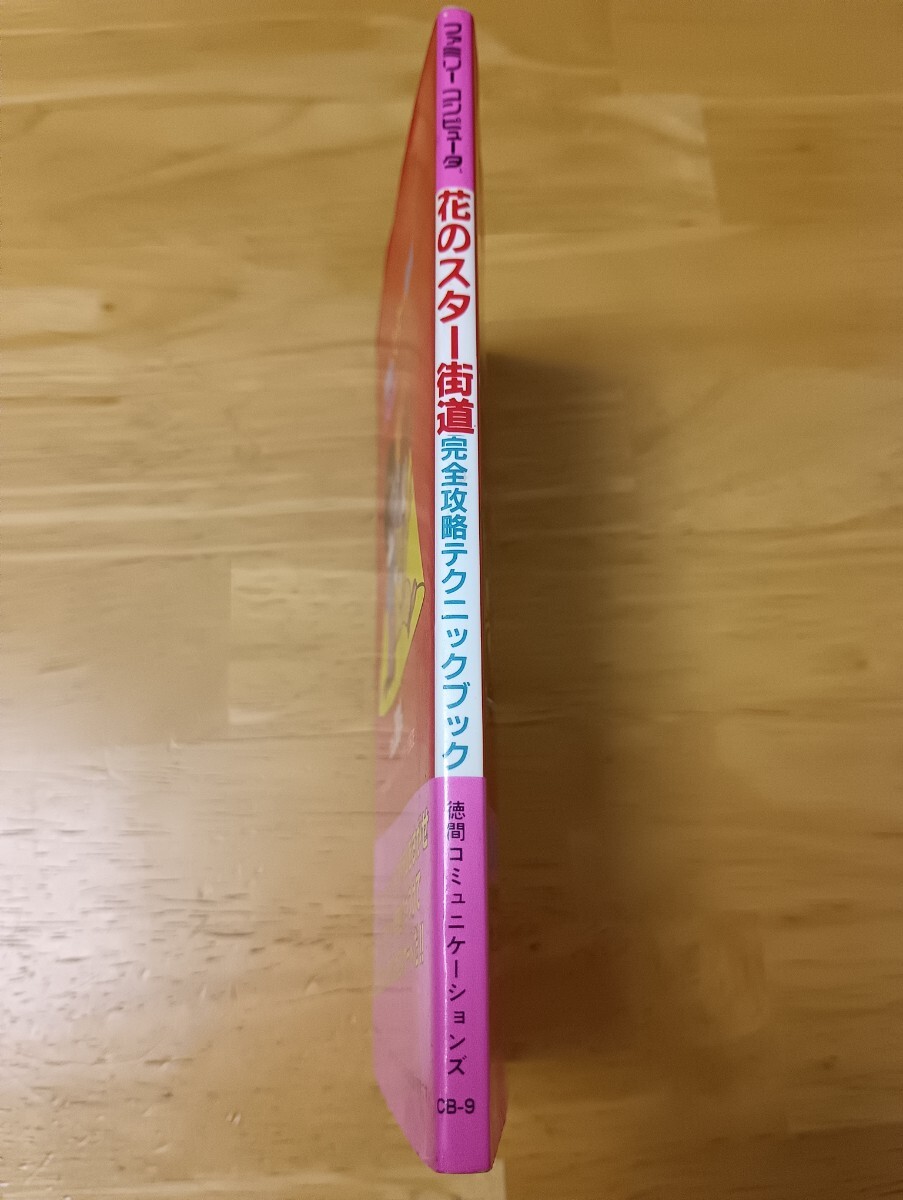 ファミリー コンピュータ
花のスター街道
完全攻略テクニックブック
徳間コミュニケーションズ
CB-9